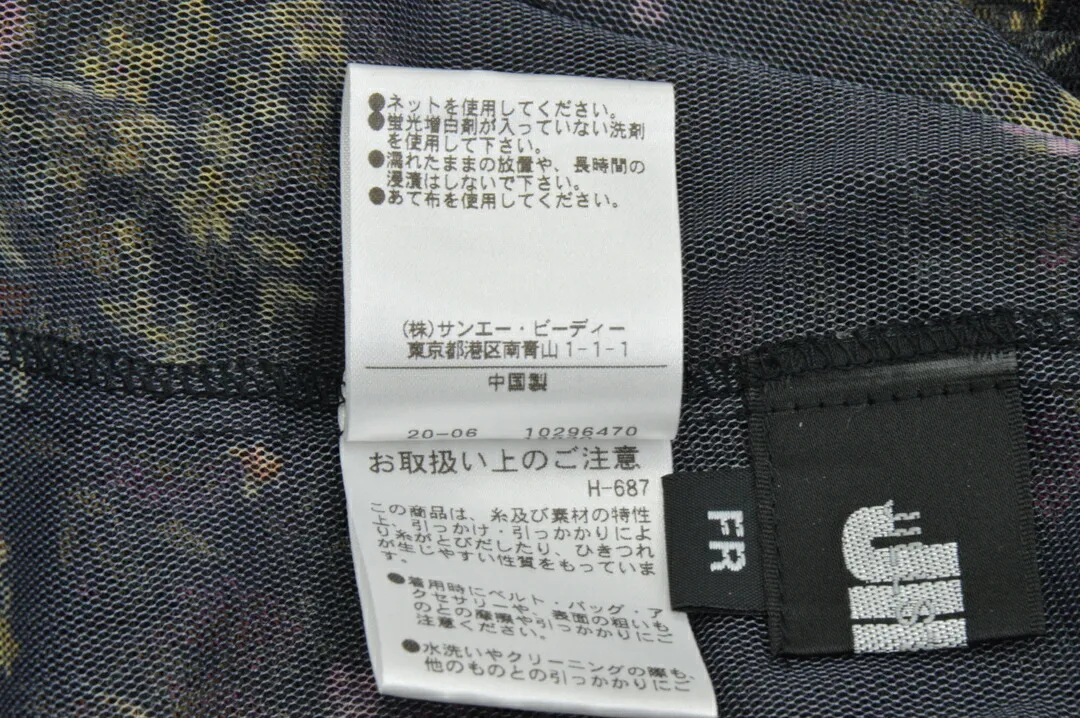 ●ネットを使用してください。
●蛍光増白剤が入っていない洗剤
を使用して下さい。
●濡れたままの放置や、長時間の
浸漬はしないで下さい。
●あて布を使用してください。
(株)サンエー・ビーディー
東京都港区南青山1-1-1
中国製
20-06 10296470
お取扱い上のご注意
H-687
この商品は、糸及び素材の特性
上、引っかけ・引っかかりによ
り糸がとびだしたり、ひきつれ
が生じやすい性質をもっていま
す。
●着用時にベルト・バッグ・ア
クセサリーや、表面の粗いも
のとの摩擦や引っかかりにご
注意ください。
●水洗いやクリーニングの際も、
他のものとの引っかかりにご
FR